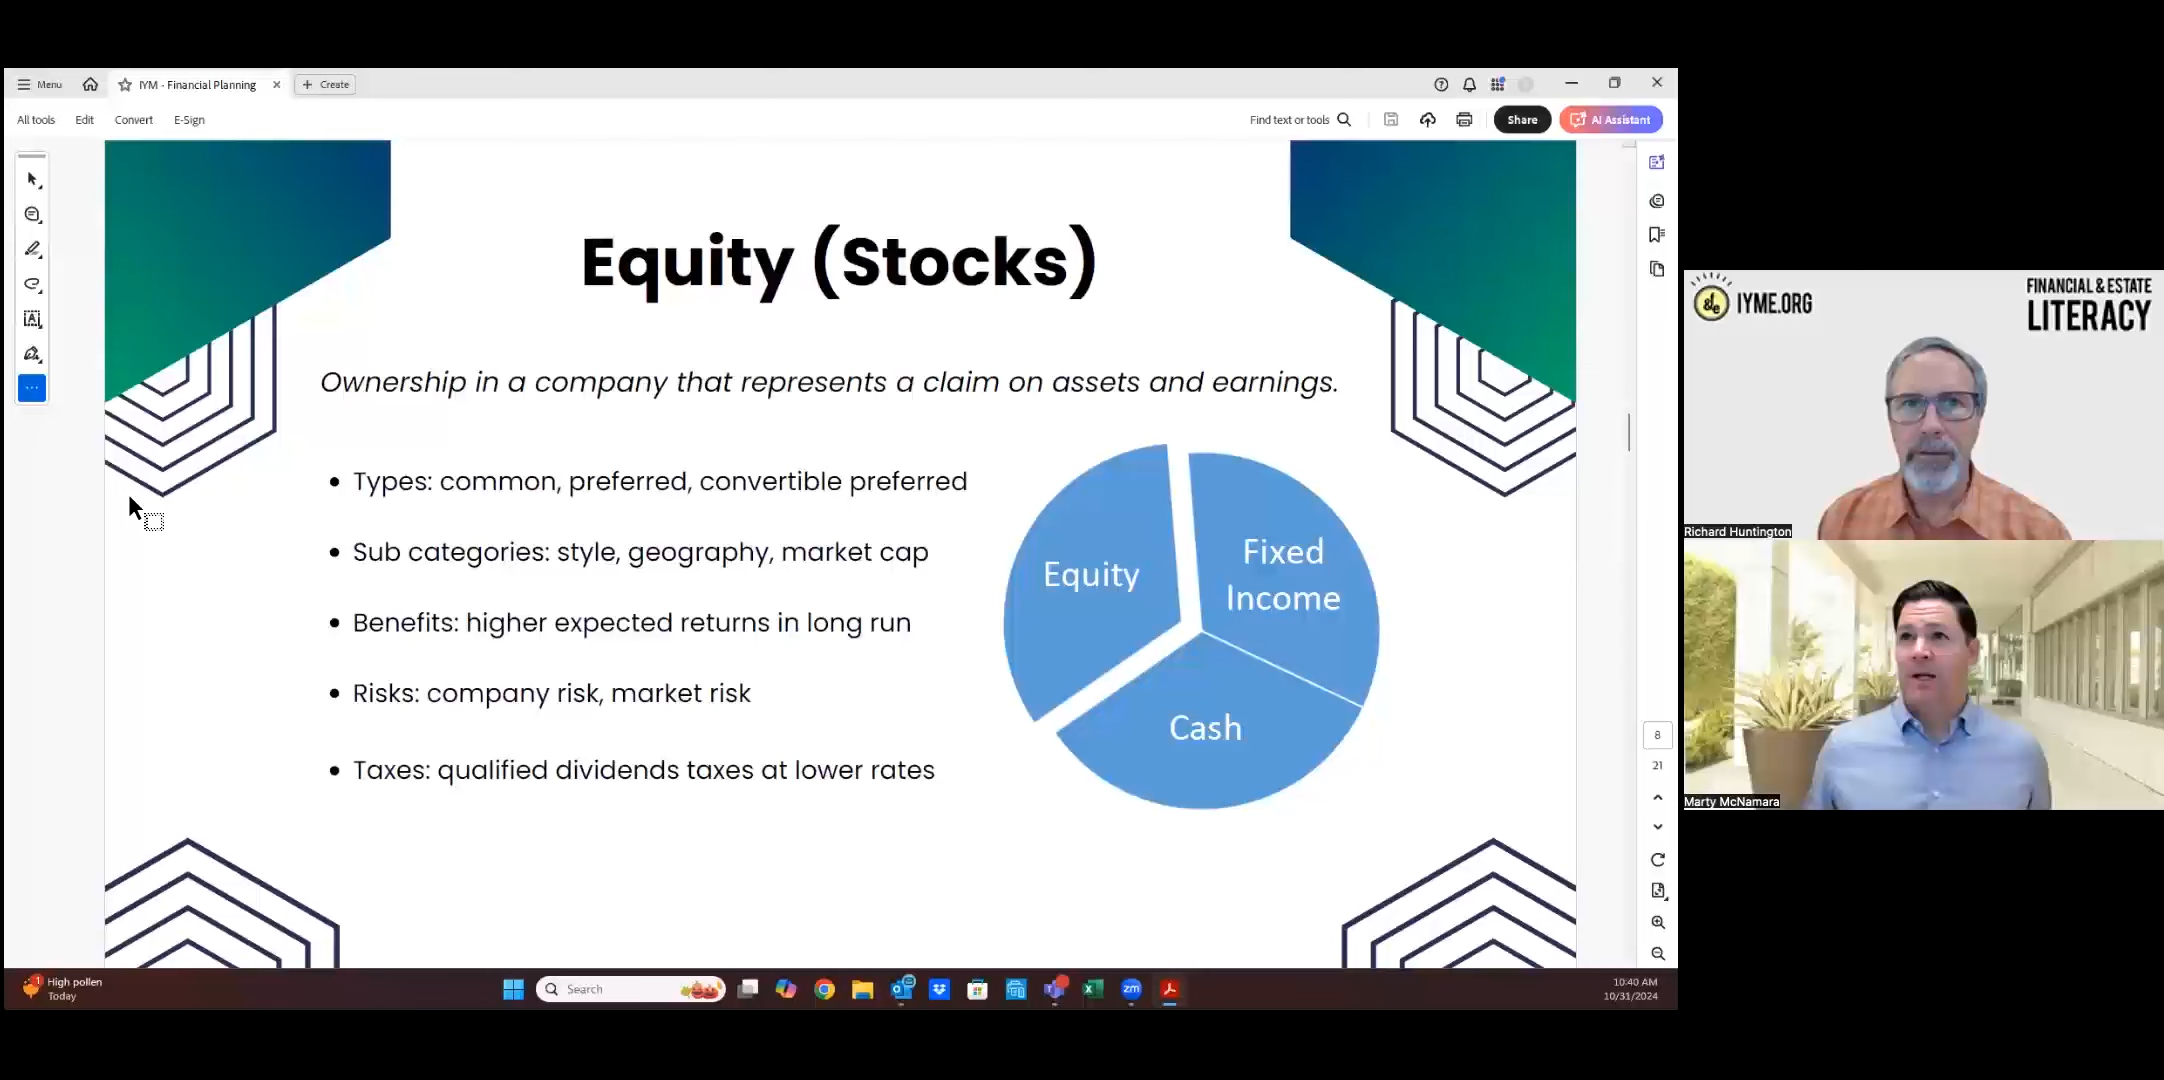 Menu
IYM - Financial Planning
Create
All tools
Edit
Convert
E-Sign
Find text or tools
Share
AI Assistant
Equity (Stocks)
Ownership in a company that represents a claim on assets and earnings.
Types: common, preferred, convertible preferred
Sub categories: style, geography, market cap
Benefits: higher expected returns in long run
Risks: company risk, market risk
Taxes: qualified dividends taxes at lower rates
Equity
Fixed
Income
Cash
8
21
IYME.ORG
FINANCIAL & ESTATE
LITERACY
Richard Huntington
Marty McNamara
1
High pollen
Today
Search
zm
10:40 AM
10/31/2024